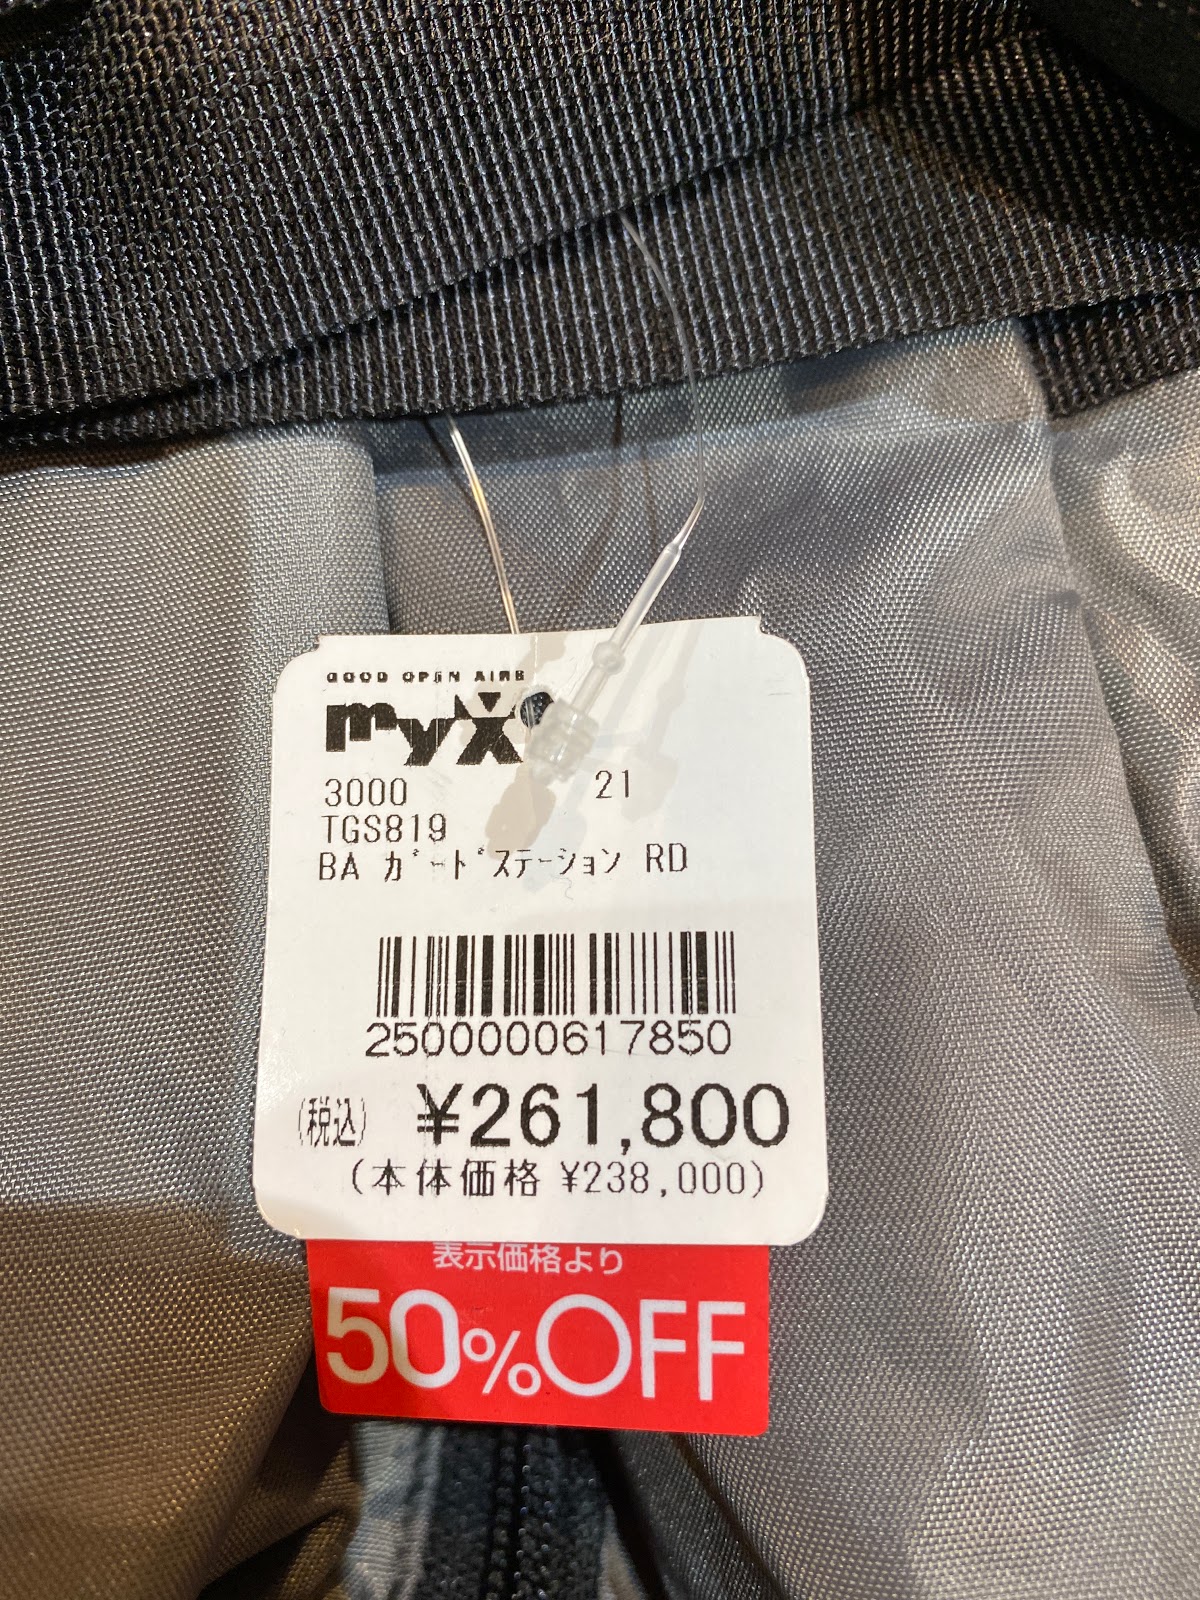 GOOD OPEN AIRS
myX
3000 21
TGS819
BA ガードステーション RD
2500000617850
(税込) ¥261,800
(本体価格 ¥238,000)
表示価格より
50%OFF